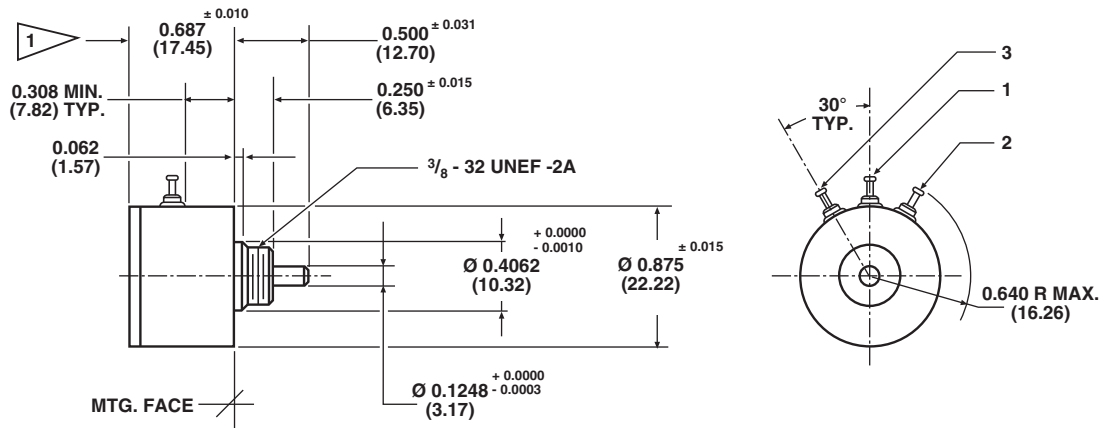 1
0.687 ± 0.010
(17.45)
0.500 ± 0.031
(12.70)
0.308 MIN.
(7.82) TYP.
0.250 ± 0.015
(6.35)
0.062
(1.57)
3/8 - 32 UNEF -2A
Ø 0.4062 + 0.0000 - 0.0010
(10.32)
Ø 0.875 ± 0.015
(22.22)
Ø 0.1248 + 0.0000 - 0.0003
(3.17)
MTG. FACE
30°
TYP.
3
1
2
0.640 R MAX.
(16.26)